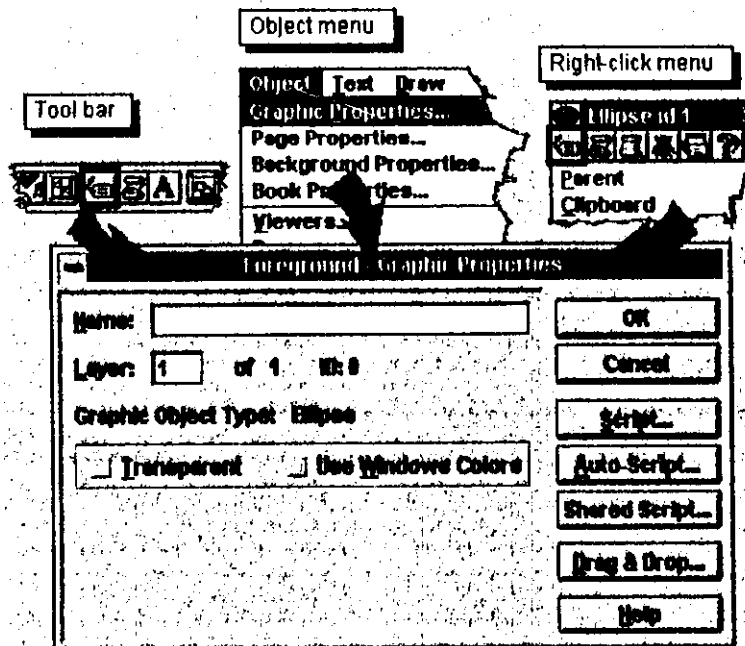 Object menu
Right-click menu
Tool bar
Object Text Draw
Graphic Properties...
Page Properties...
Background Properties...
Book Properties...
Viewers...
Ellipse id 1
Parent
Clipboard
A
Foreground - Graphic Properties
Name:
Layer: 1 of 1 ID: 0
Graphic Object Type: Ellipse
Transparent Use Windows Colors
OK
Cancel
Script...
Auto-Script...
Shared Script...
Drag & Drop...
Help